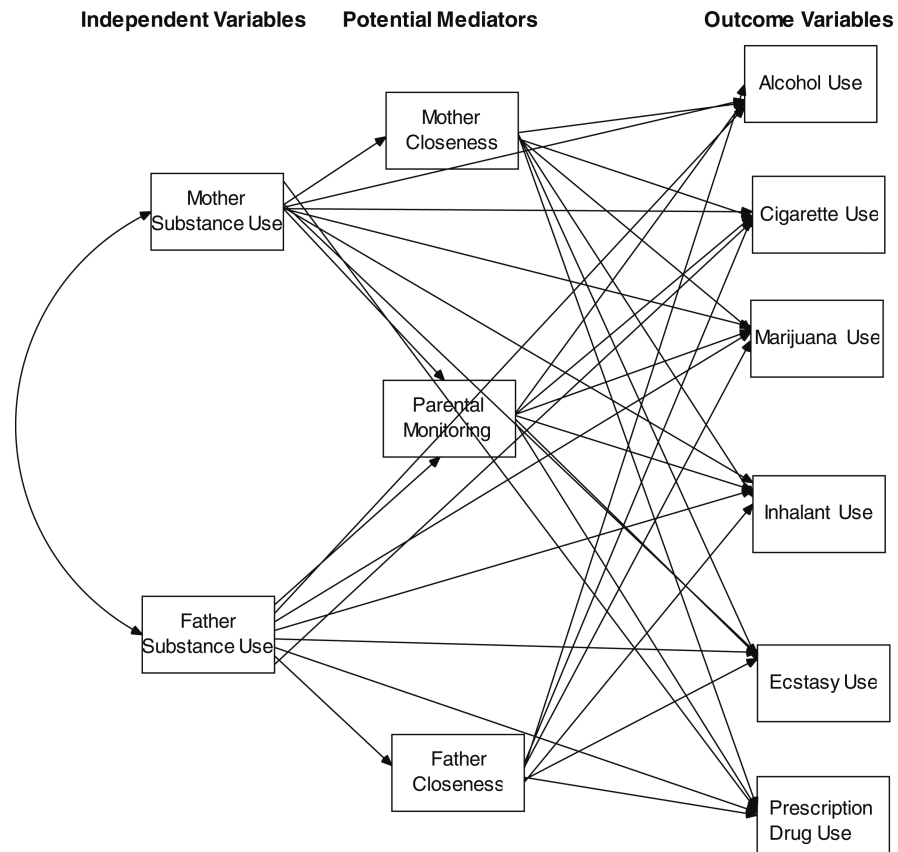 Independent Variables
Potential Mediators
Outcome Variables
Alcohol Use
Mother
Closeness
Mother
Substance Use
Cigarette Use
Marijuana Use
Parental
Monitoring
Inhalant Use
Father
Substance Use
Ecstasy Use
Father
Closeness
Prescription
Drug Use